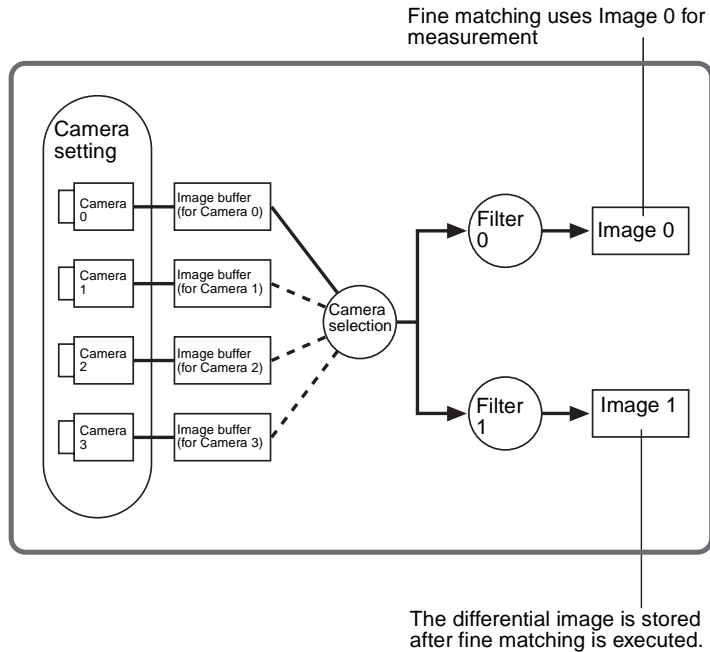 Fine matching uses Image 0 for
measurement
Camera
setting
Camera
0
Image buffer
(for Camera 0)
Camera
1
Image buffer
(for Camera 1)
Camera
2
Image buffer
(for Camera 2)
Camera
3
Image buffer
(for Camera 3)
Camera
selection
Filter
0
Image 0
Filter
1
Image 1
The differential image is stored
after fine matching is executed.